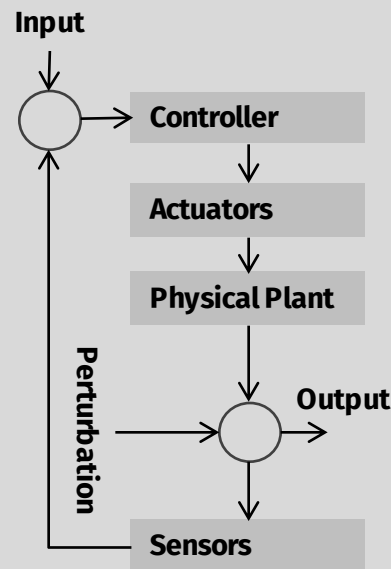 Input
Controller
Actuators
Physical Plant
Perturbation
Output
Sensors